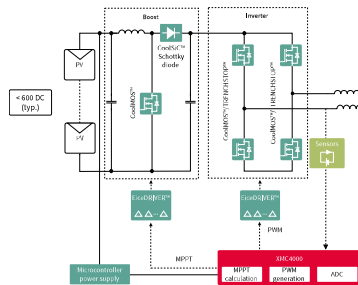 Boost
Inverter
CoolSiC™
Schottky
diode
PV
< 600 DC
(typ.)
CoolMOS™
CoolMOS™/TRENCHSTOP™
CoolMOS™/TRENCHSTOP™
PV
Sensors
EiceDRIVER™
EiceDRIVER™
PWM
MPPT
XMC4000
Microcontroller
power supply
MPPT
calculation
PWM
generation
ADC